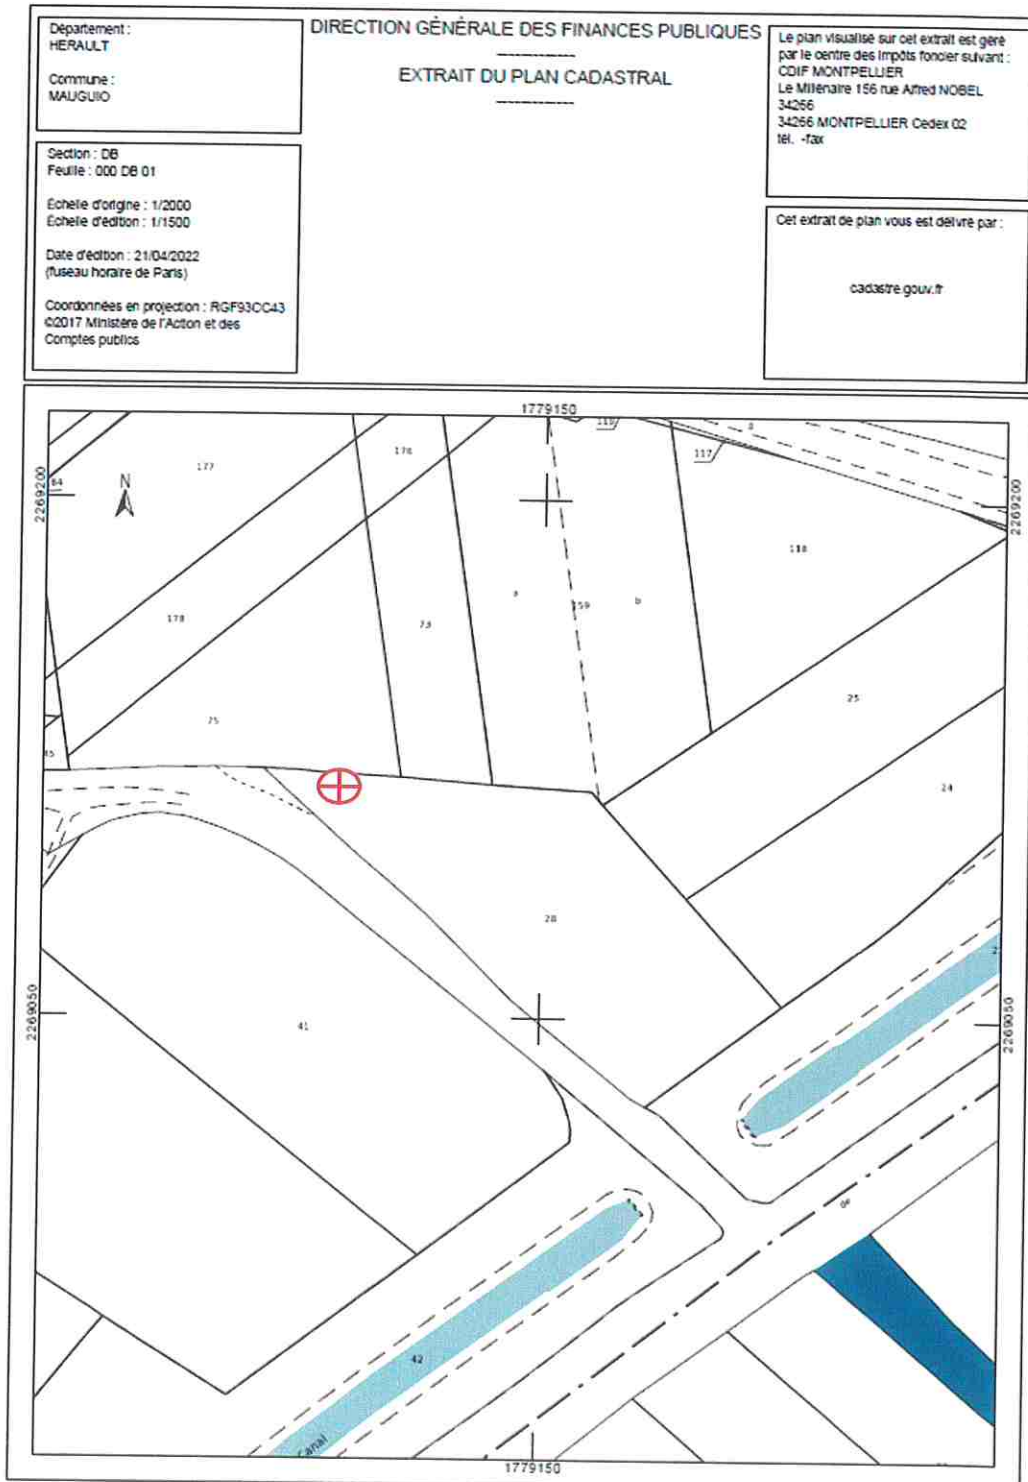 Département :
HERAULT
Commune :
MAUGUIO
DIRECTION GÉNÉRALE DES FINANCES PUBLIQUES
--------------------
EXTRAIT DU PLAN CADASTRAL
--------------------
Le plan visualisé sur cet extrait est géré
par le centre des impôts foncier suivant :
CDIF MONTPELLIER
Le Millénaire 156 rue Alfred NOBEL
34266
34266 MONTPELLIER Cedex 02
tél. -fax
Section : DB
Feuille : 000 DB 01
Échelle d'origine : 1/2000
Échelle d'édition : 1/1500
Date d'édition : 21/04/2022
(fuseau horaire de Paris)
Coordonnées en projection : RGF93CC43
©2017 Ministère de l'Action et des
Comptes publics
Cet extrait de plan vous est délivré par :
cadastre.gouv.fr
1779150
2269200
2269200
84
N
177
176
117
118
178
73
a
159
b
75
25
24
28
41
2269050
2269050
42
Canal
de
1779150